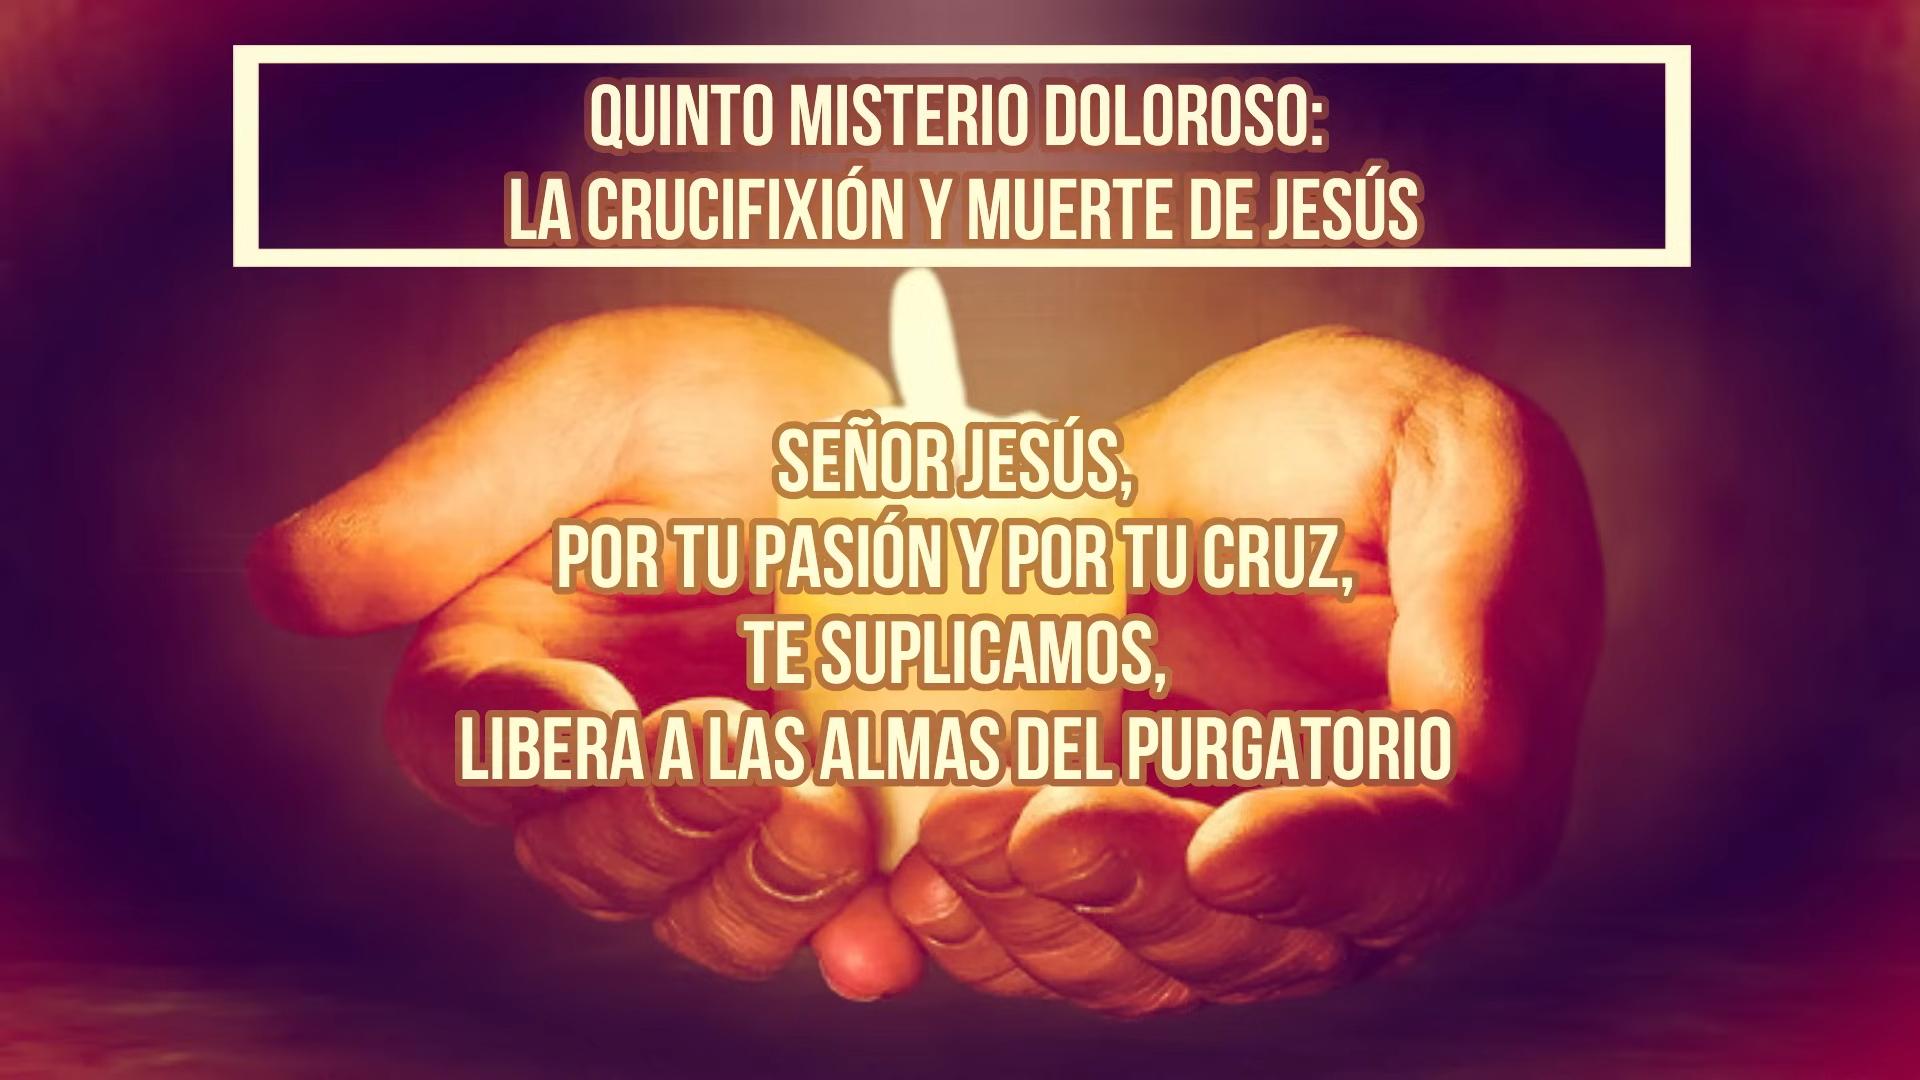 QUINTO MISTERIO DOLOROSO:
LA CRUCIFIXIÓN Y MUERTE DE JESÚS
SEÑOR JESÚS,
POR TU PASIÓN Y POR TU CRUZ,
TE SUPLICAMOS,
LIBERA A LAS ALMAS DEL PURGATORIO